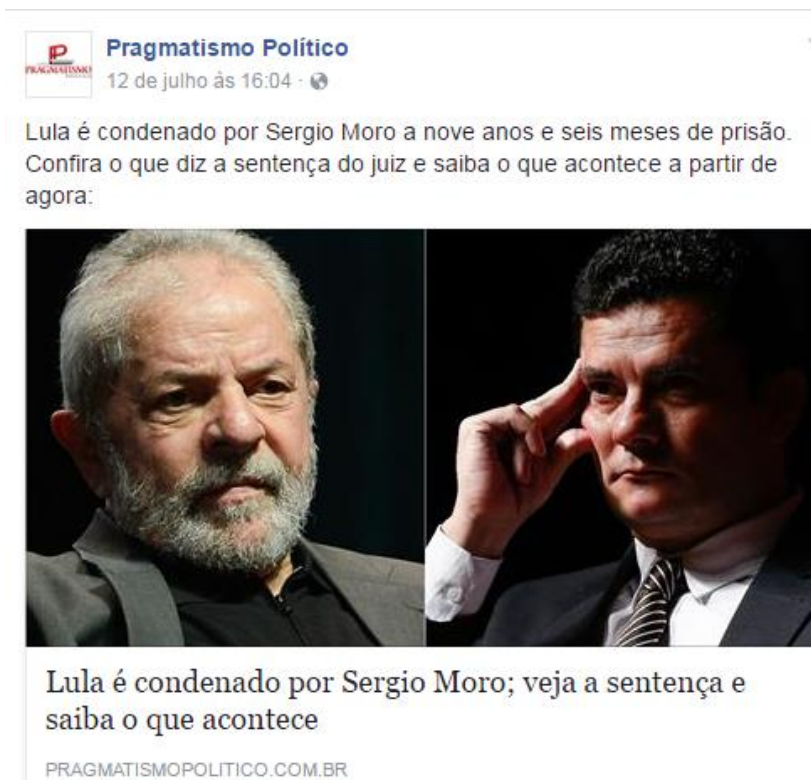 PRAGMATISMO
Pragmatismo Político
12 de julho às 16:04 ·
Lula é condenado por Sergio Moro a nove anos e seis meses de prisão.
Confira o que diz a sentença do juiz e saiba o que acontece a partir de
agora:
Lula é condenado por Sergio Moro; veja a sentença e
saiba o que acontece
PRAGMATISMOPOLITICO.COM.BR